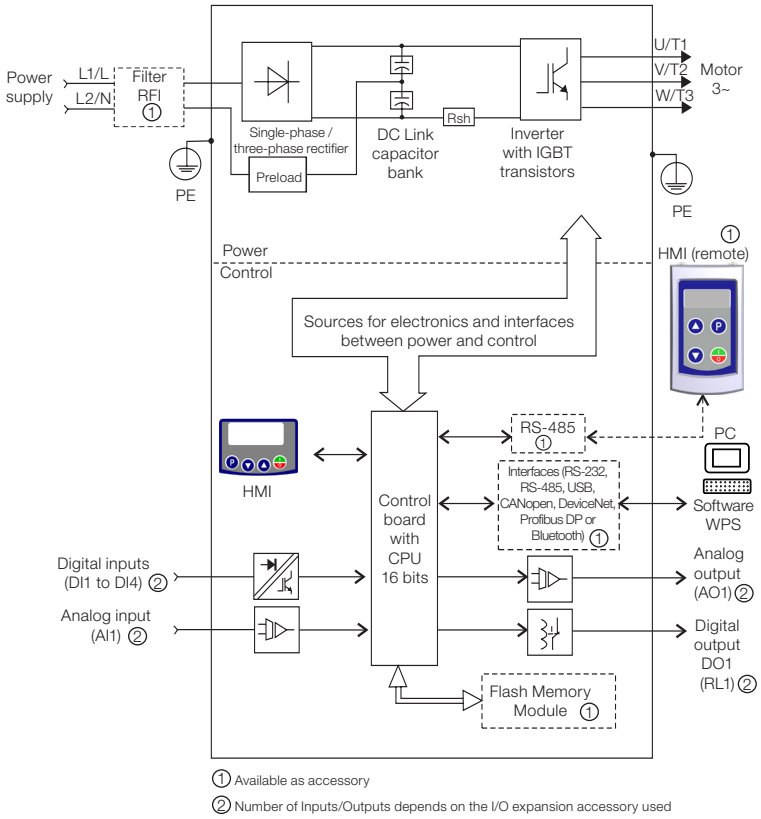 Power
supply
L1/L
L2/N
Filter
RFI
1
Single-phase /
three-phase rectifier
Preload
DC Link
capacitor
bank
Rsh
Inverter
with IGBT
transistors
U/T1
V/T2
W/T3
Motor
3~
PE
PE
Power
Control
Sources for electronics and interfaces
between power and control
1
HMI (remote)
P
I
0
P
I
0
HMI
Control
board
with
CPU
16 bits
RS-485
1
Interfaces (RS-232,
RS-485, USB,
CANopen, DeviceNet,
Profibus DP or
Bluetooth) 1
PC
Software
WPS
Digital inputs
(DI1 to DI4) 2
Analog input
(AI1) 2
Analog
output
(AO1) 2
Digital
output
DO1
(RL1) 2
Flash Memory
Module 1
1 Available as accessory
2 Number of Inputs/Outputs depends on the I/O expansion accessory used